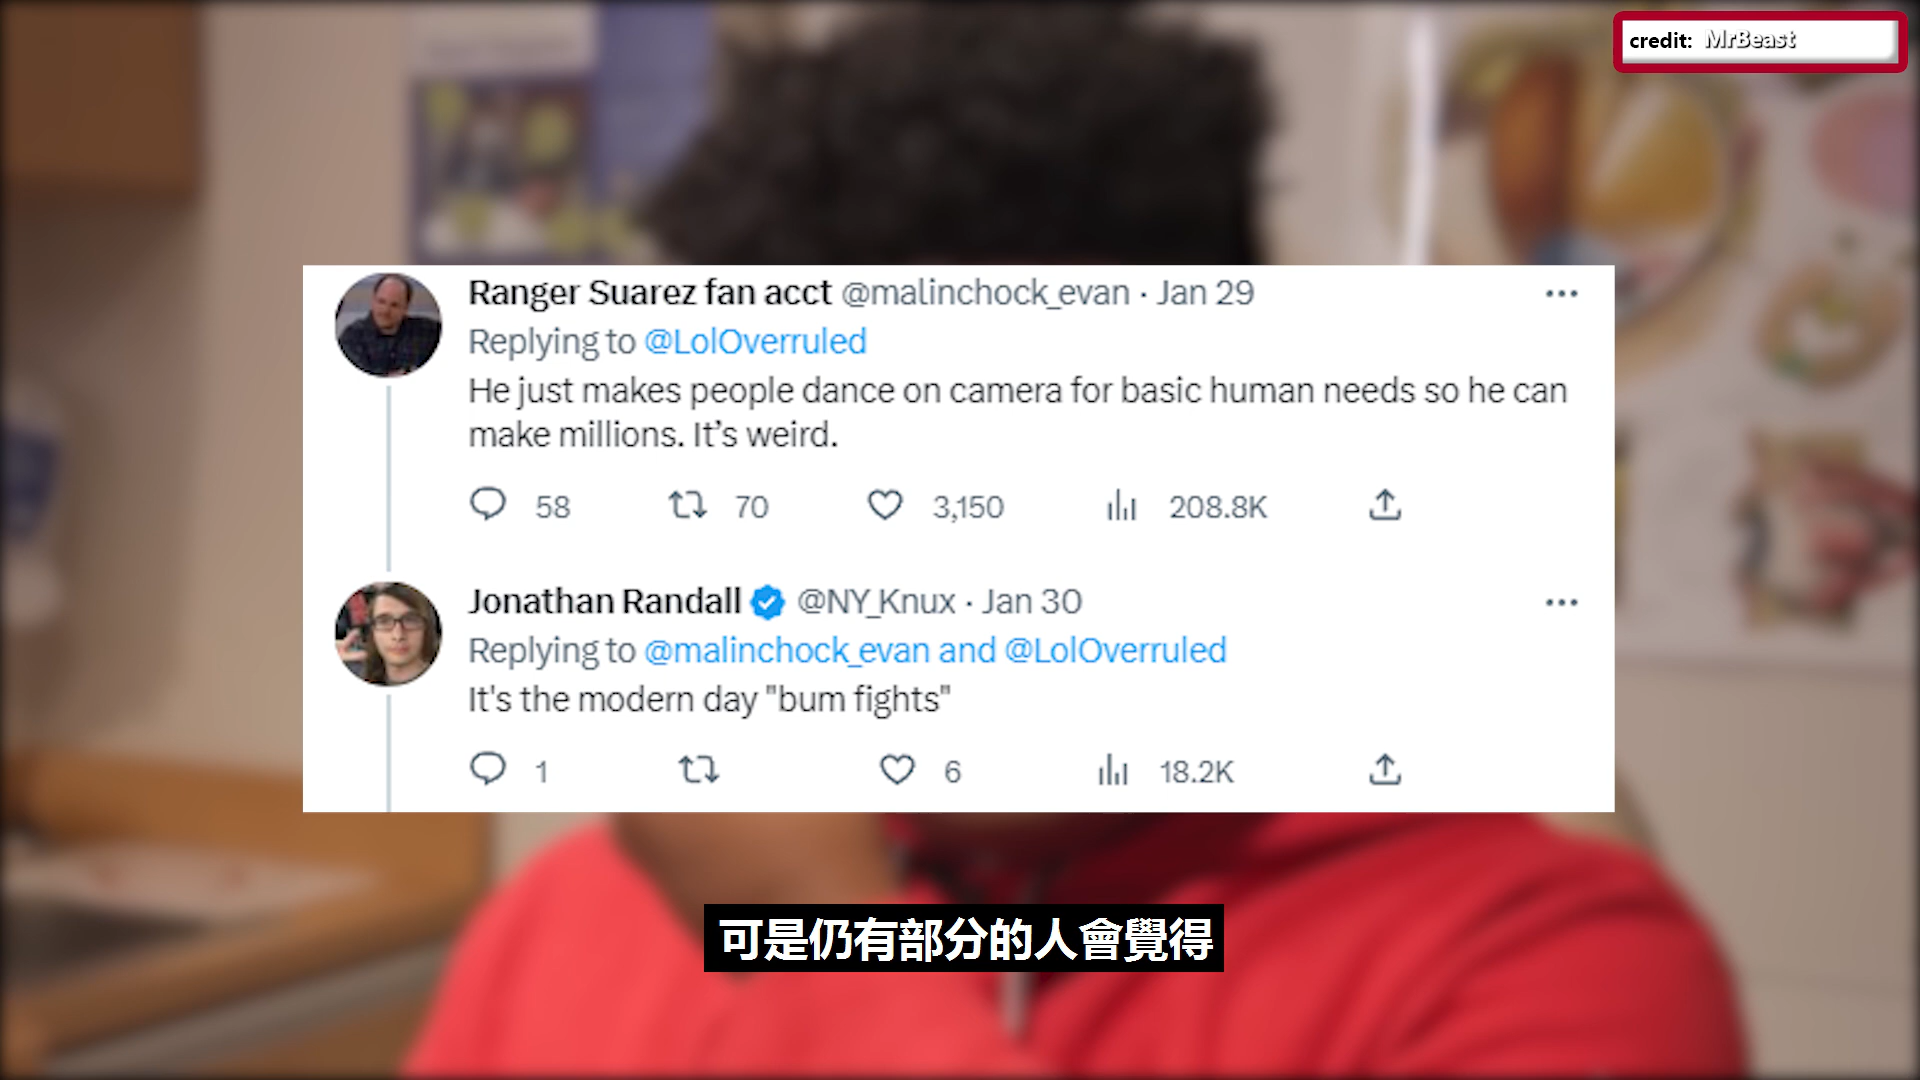 credit: MrBeast
Ranger Suarez fan acct @malinchock_evan · Jan 29
Replying to @LolOverruled
He just makes people dance on camera for basic human needs so he can
make millions. It’s weird.
58 70 3,150 208.8K
Jonathan Randall @NY_Knux · Jan 30
Replying to @malinchock_evan and @LolOverruled
It's the modern day "bum fights"
1 6 18.2K
可是仍有部分的人會覺得